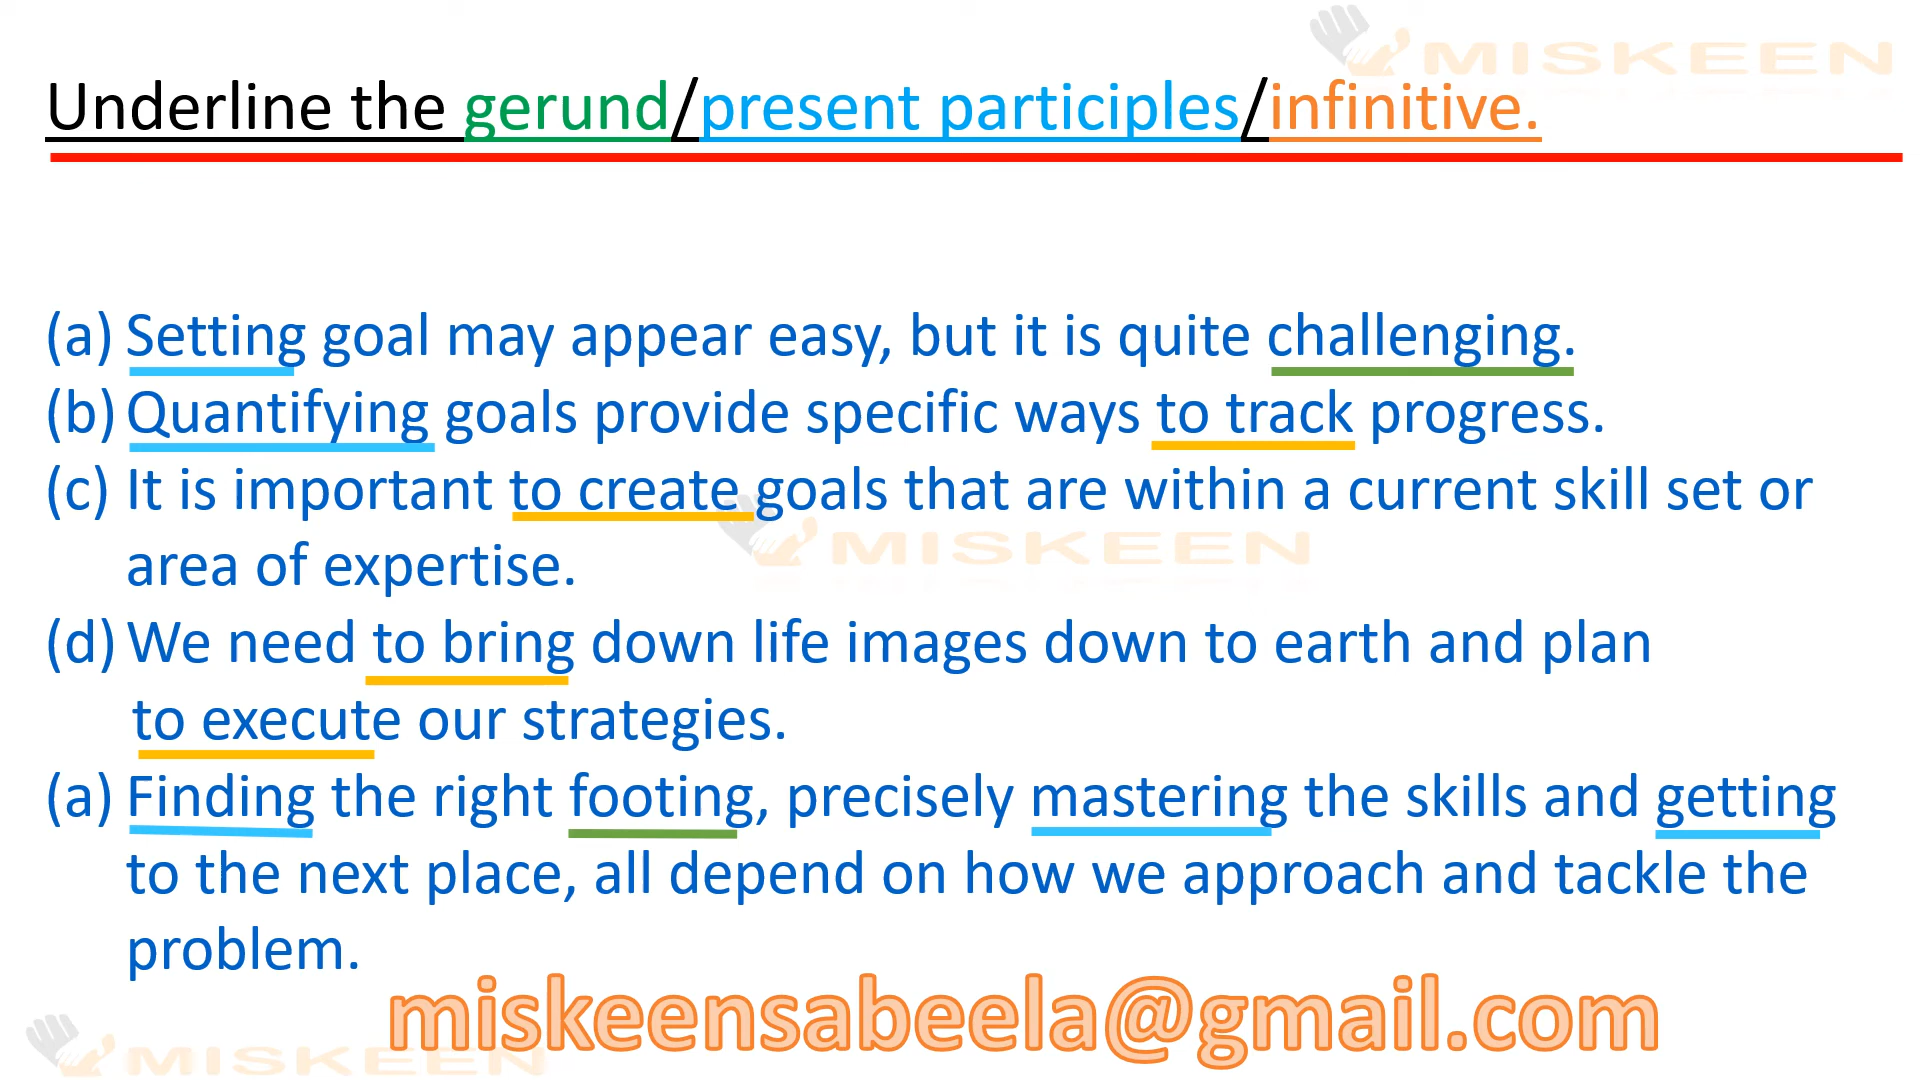 MISKEEN
Underline the gerund/present participles/infinitive.
(a) Setting goal may appear easy, but it is quite challenging.
(b) Quantifying goals provide specific ways to track progress.
(c) It is important to create goals that are within a current skill set or
area of expertise.
MISKEEN
(d) We need to bring down life images down to earth and plan
to execute our strategies.
(a) Finding the right footing, precisely mastering the skills and getting
to the next place, all depend on how we approach and tackle the
problem.
miskeensabeela@gmail.com
MISKEEN